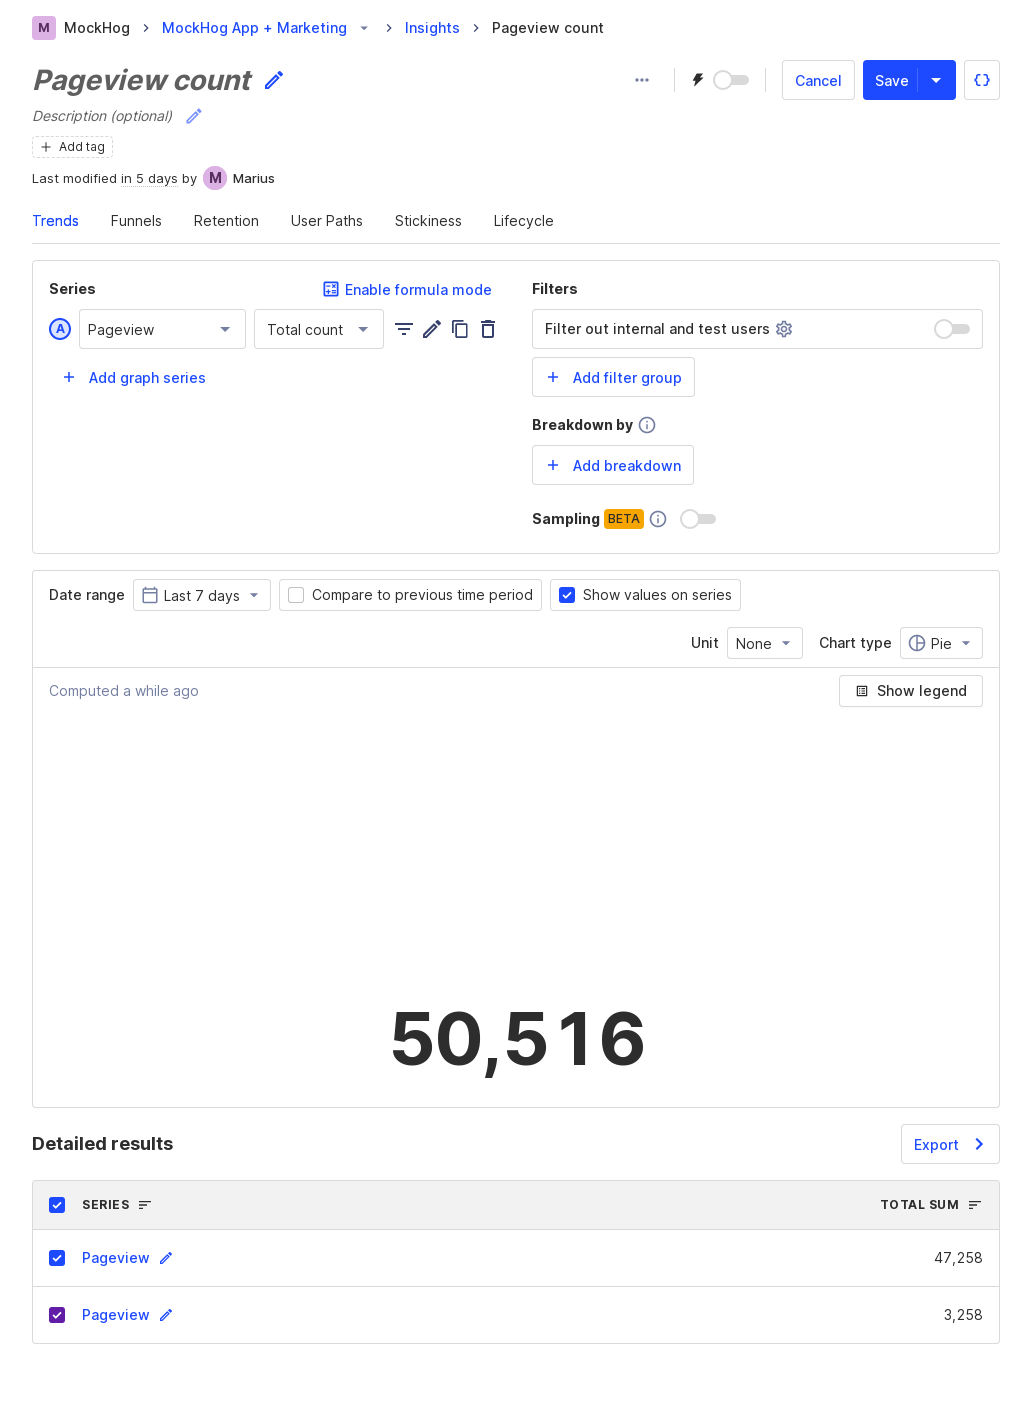 M MockHog MockHog App + Marketing Insights Pageview count
Pageview count
Cancel Save
Description (optional)
Add tag
Last modified in 5 days by M Marius
Trends Funnels Retention User Paths Stickiness Lifecycle
Series Enable formula mode
A Pageview Total count
Add graph series
Filters
Filter out internal and test users
Add filter group
Breakdown by
Add breakdown
Sampling BETA
Date range Last 7 days Compare to previous time period Show values on series
Unit None Chart type Pie
Computed a while ago Show legend
50,516
Detailed results Export
SERIES TOTAL SUM
Pageview 47,258
Pageview 3,258